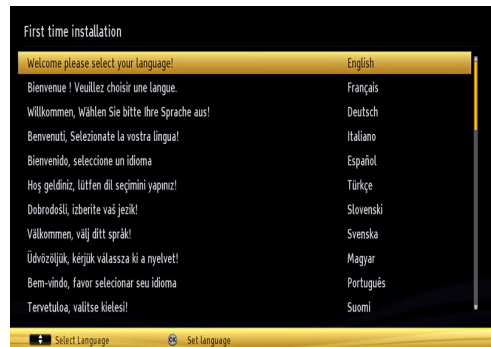 First time installation
Welcome please select your language! English
Bienvenue ! Veuillez choisir une langue. Français
Willkommen, Wählen Sie bitte Ihre Sprache aus! Deutsch
Benvenuti, Selezionate la vostra lingua! Italiano
Bienvenido, seleccione un idioma Español
Hoş geldiniz, lütfen dil seçimini yapınız! Türkçe
Dobrodošli, izberite vaš jezik! Slovenski
Välkommen, välj ditt språk! Svenska
Üdvözöljük, kérjük válassza ki a nyelvet! Magyar
Bem-vindo, favor selecionar seu idioma Português
Tervetuloa, valitse kielesi! Suomi
Select Language OK Set language